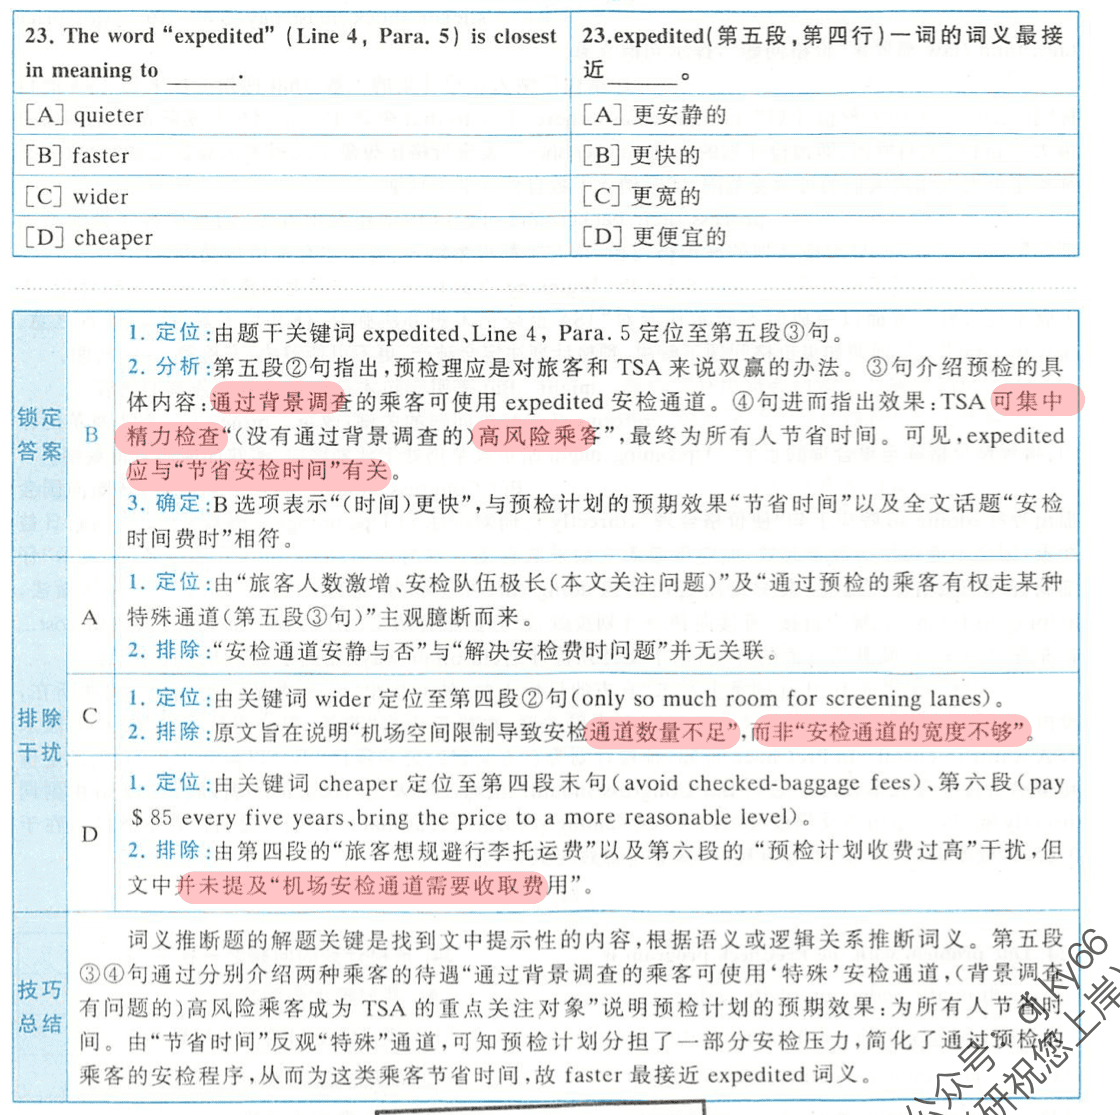 23. The word “expedited” (Line 4, Para. 5) is closest
in meaning to ______.
23.expedited(第五段,第四行)一词的词义最接
近______。
[A] quieter
[A] 更安静的
[B] faster
[B] 更快的
[C] wider
[C] 更宽的
[D] cheaper
[D] 更便宜的
锁定
答案
B
1. 定位:由题干关键词 expedited、Line 4, Para. 5 定位至第五段③句。
2. 分析:第五段②句指出,预检理应是对旅客和 TSA 来说双赢的办法。③句介绍预检的具
体内容:通过背景调查的乘客可使用 expedited 安检通道。④句进而指出效果:TSA 可集中
精力检查“(没有通过背景调查的)高风险乘客”,最终为所有人节省时间。可见,expedited
应与“节省安检时间”有关。
3. 确定:B 选项表示“(时间)更快”,与预检计划的预期效果“节省时间”以及全文话题“安检
时间费时”相符。
排除
干扰
A
1. 定位:由“旅客人数激增、安检队伍极长(本文关注问题)”及“通过预检的乘客有权走某种
特殊通道(第五段③句)”主观臆断而来。
2. 排除:“安检通道安静与否”与“解决安检费时问题”并无关联。
C
1. 定位:由关键词 wider 定位至第四段②句(only so much room for screening lanes)。
2. 排除:原文旨在说明“机场空间限制导致安检通道数量不足”,而非“安检通道的宽度不够”。
D
1. 定位:由关键词 cheaper 定位至第四段末句(avoid checked-baggage fees)、第六段(pay
$ 85 every five years、bring the price to a more reasonable level)。
2. 排除:由第四段的“旅客想规避行李托运费”以及第六段的 “预检计划收费过高”干扰,但
文中并未提及“机场安检通道需要收取费用”。
技巧
总结
词义推断题的解题关键是找到文中提示性的内容,根据语义或逻辑关系推断词义。第五段
③④句通过分别介绍两种乘客的待遇“通过背景调查的乘客可使用‘特殊’安检通道,(背景调查
有问题的)高风险乘客成为 TSA 的重点关注对象”说明预检计划的预期效果:为所有人节省时
间。由“节省时间”反观“特殊”通道,可知预检计划分担了一部分安检压力,简化了通过预检的
乘客的安检程序,从而为这类乘客节省时间,故 faster 最接近 expedited 词义。
公众号:djky66
研祝您上岸